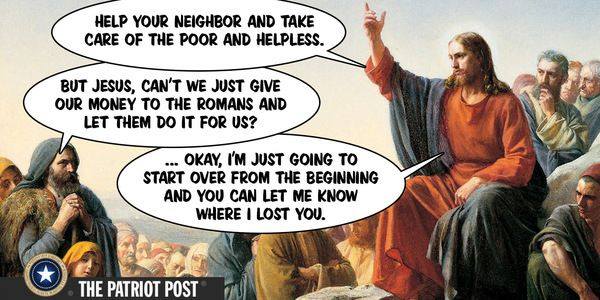 HELP YOUR NEIGHBOR AND TAKE
CARE OF THE POOR AND HELPLESS.
BUT JESUS, CAN'T WE JUST GIVE
OUR MONEY TO THE ROMANS AND
LET THEM DO IT FOR US?
... OKAY, I'M JUST GOING TO
START OVER FROM THE BEGINNING
AND YOU CAN LET ME KNOW
WHERE I LOST YOU.
THE PATRIOT POST